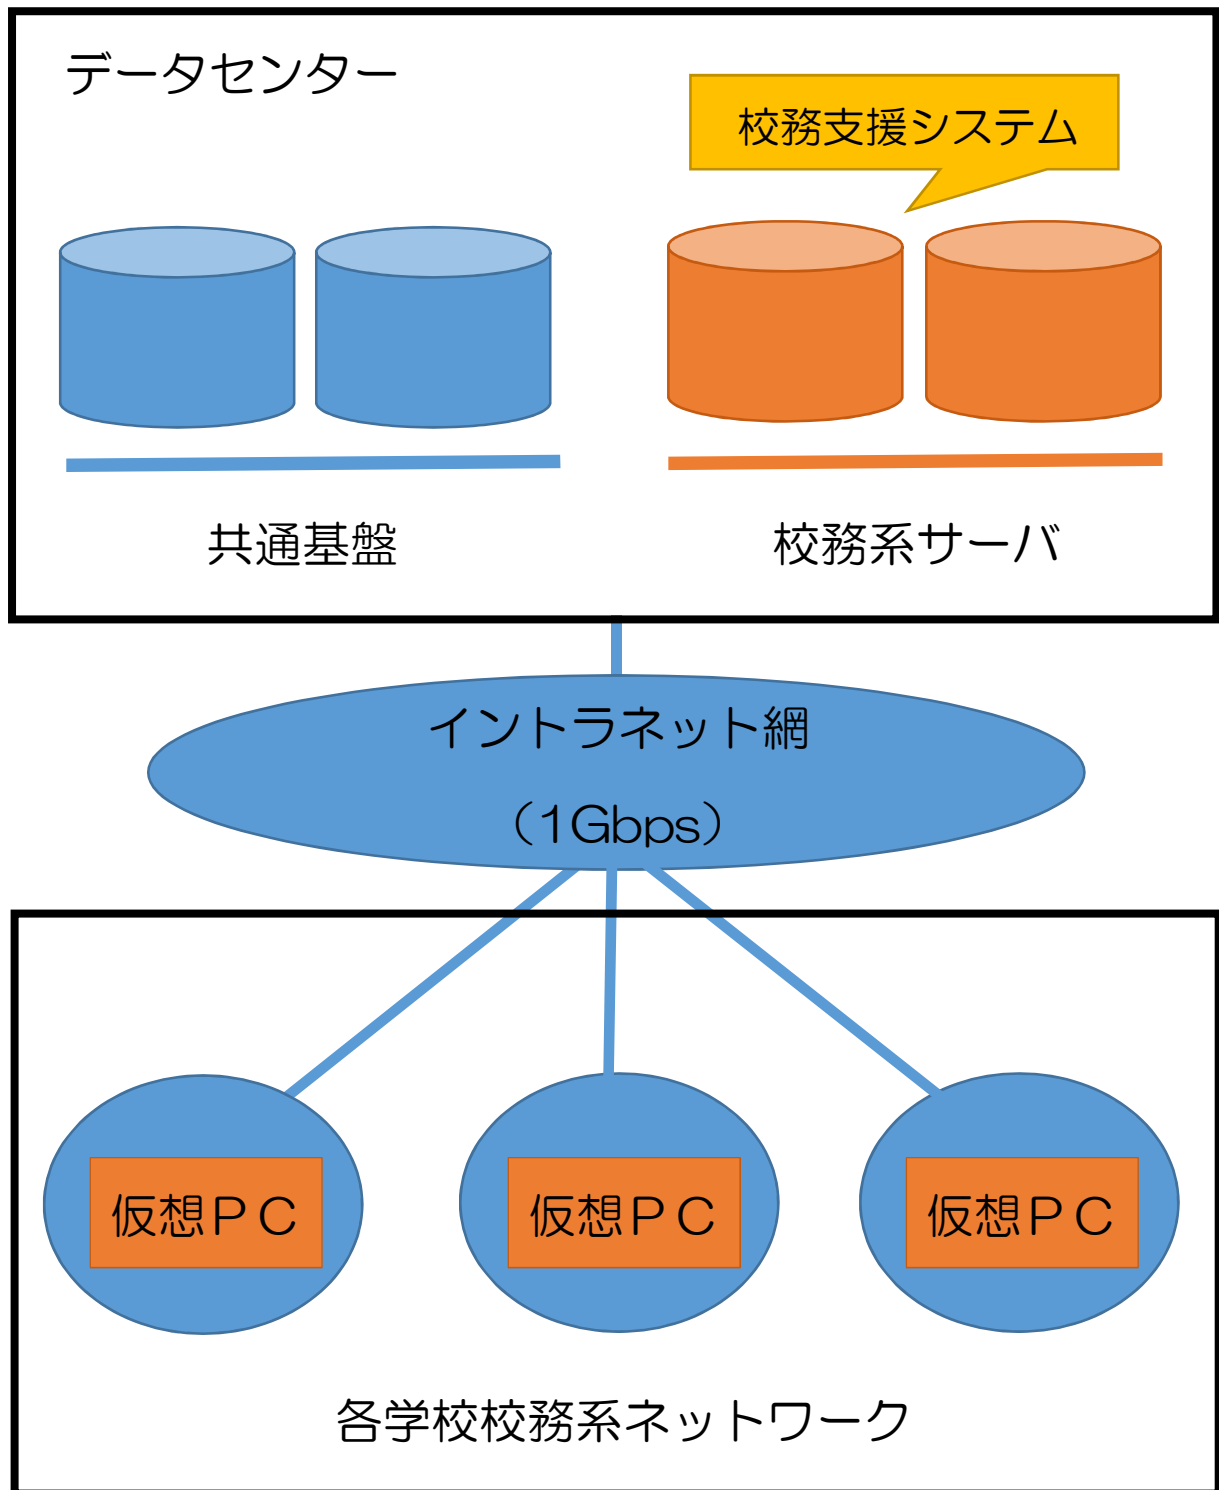 データセンター
校務支援システム
共通基盤
校務系サーバ
イントラネット網
（1Gbps）
仮想ＰＣ
仮想ＰＣ
仮想ＰＣ
各学校校務系ネットワーク